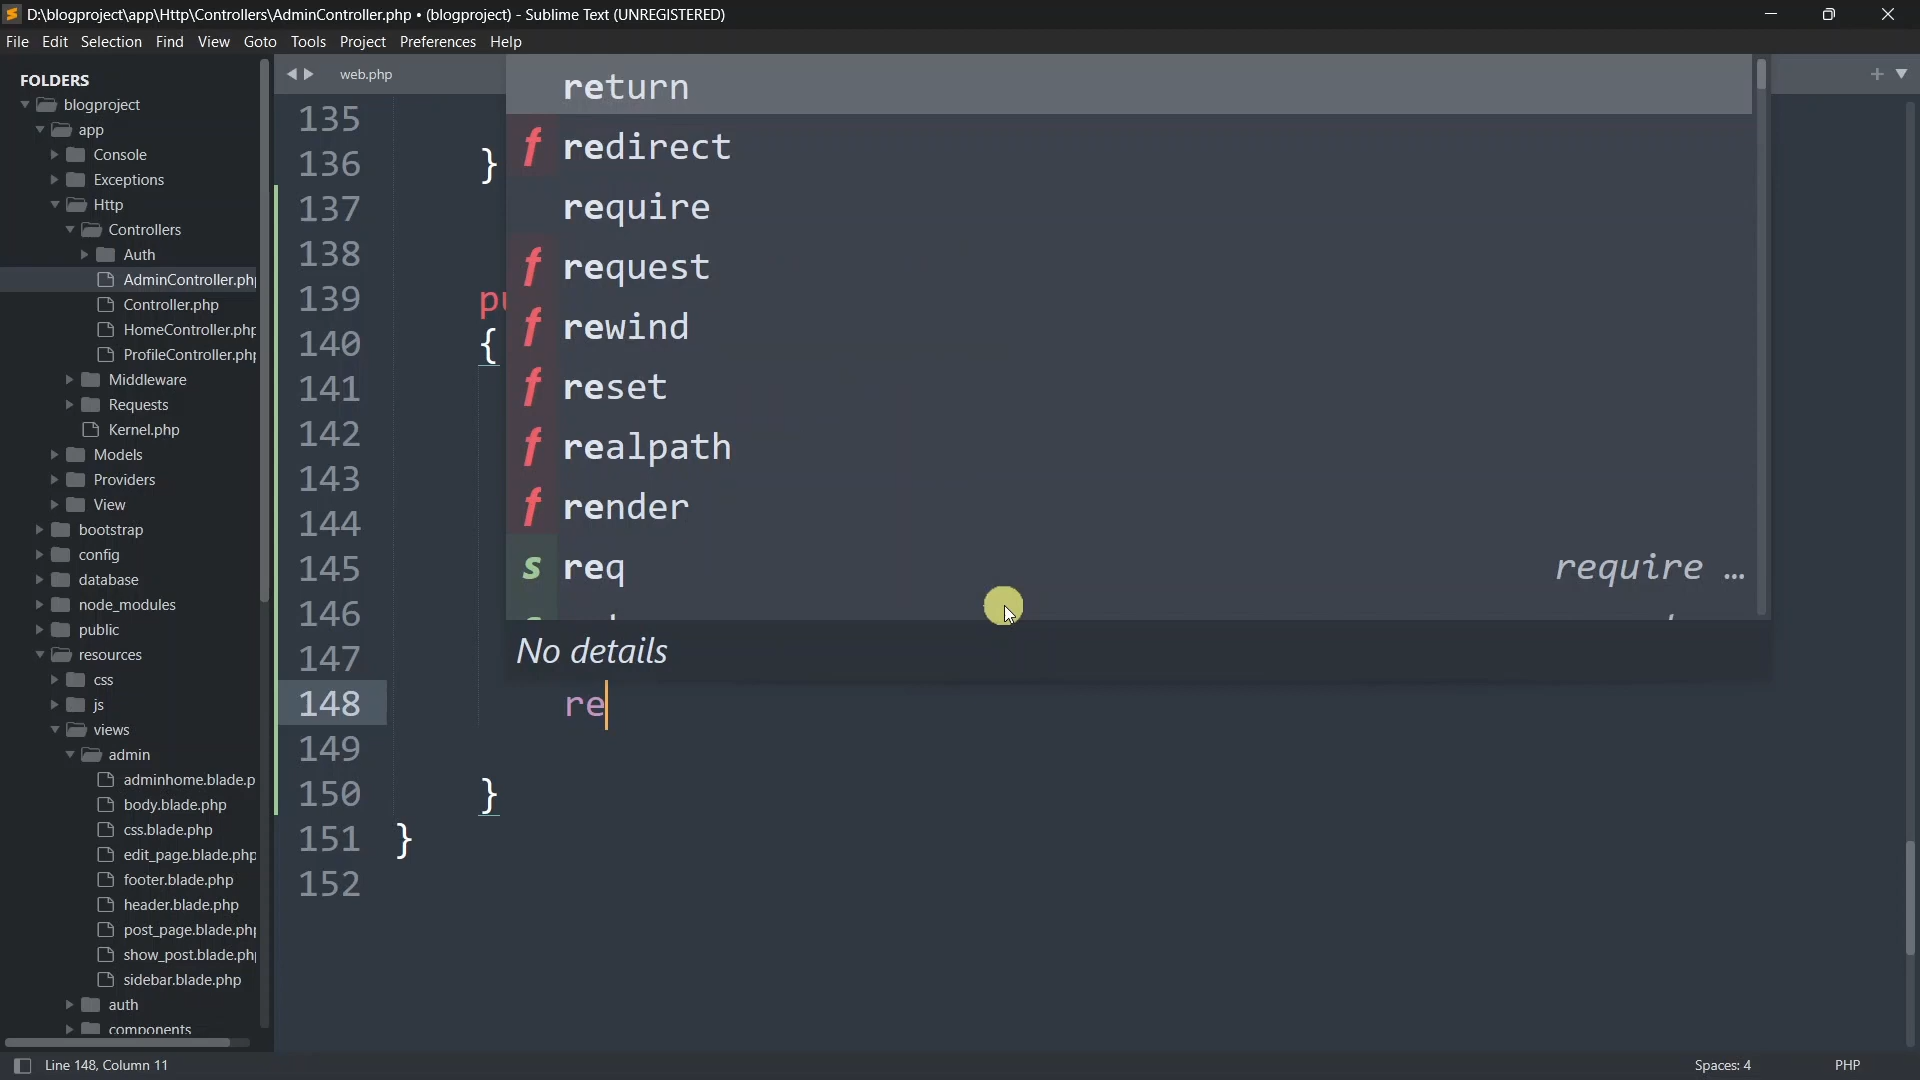 D:\blogproject\app\Http\Controllers\AdminController.php • (blogproject) - Sublime Text (UNREGISTERED)
File Edit Selection Find View Goto Tools Project Preferences Help
FOLDERS
blogproject
app
Console
Exceptions
Http
Controllers
Auth
AdminController.ph
Controller.php
HomeController.php
ProfileController.ph
Middleware
Requests
Kernel.php
Models
Providers
View
bootstrap
config
database
node_modules
public
resources
css
js
views
admin
adminhome.blade.p
body.blade.php
css.blade.php
edit_page.blade.php
footer.blade.php
header.blade.php
post_page.blade.ph
show_post.blade.ph
sidebar.blade.php
auth
components
web.php
135
136 }
137
138
139 pu
140 {
141
142
143
144
145
146
147
148 re
149
150 }
151 }
152
return
f redirect
require
f request
f rewind
f reset
f realpath
f render
s req require ...
No details
Line 148, Column 11
Spaces: 4
PHP